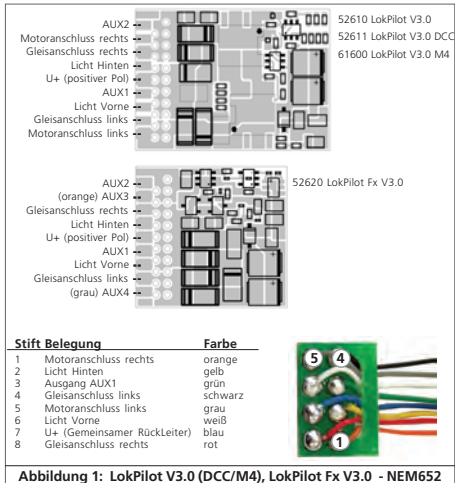 AUX2
Motoranschluss rechts
Gleisanschluss rechts
Licht Hinten
U+ (positiver Pol)
AUX1
Licht Vorne
Gleisanschluss links
Motoranschluss links
52610 LokPilot V3.0
52611 LokPilot V3.0 DCC
61600 LokPilot V3.0 M4
AUX2
(orange) AUX3
Gleisanschluss rechts
Licht Hinten
U+ (positiver Pol)
AUX1
Licht Vorne
Gleisanschluss links
(grau) AUX4
52620 LokPilot Fx V3.0
Stift Belegung Farbe
1 Motoranschluss rechts orange
2 Licht Hinten gelb
3 Ausgang AUX1 grün
4 Gleisanschluss links schwarz
5 Motoranschluss links grau
6 Licht Vorne weiß
7 U+ (Gemeinsamer RückLeiter) blau
8 Gleisanschluss rechts rot
5 4
1
Abbildung 1: LokPilot V3.0 (DCC/M4), LokPilot Fx V3.0 - NEM652